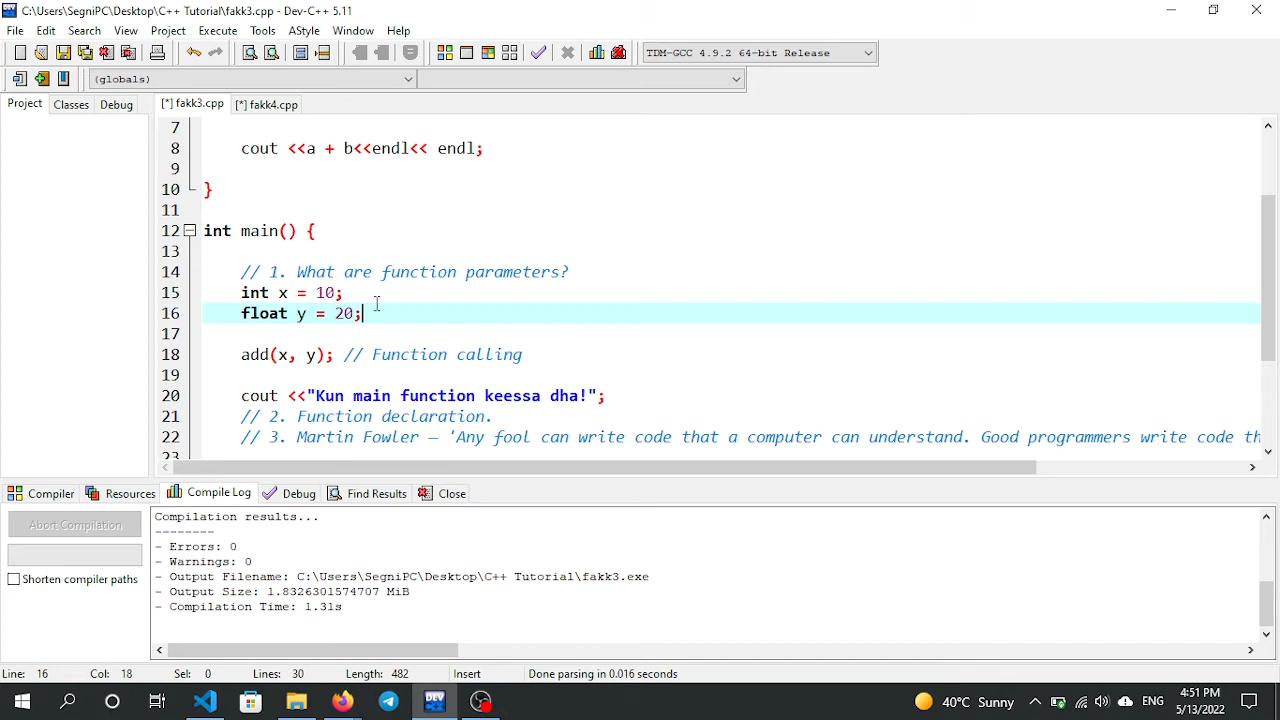 C:\Users\SegniPC\Desktop\C++ Tutorial\fakk3.cpp - Dev-C++ 5.11
File Edit Search View Project Execute Tools AStyle Window Help
TDM-GCC 4.9.2 64-bit Release
(globals)
Project Classes Debug [*] fakk3.cpp [*] fakk4.cpp
7
8 cout <<a + b<<endl<< endl;
9
10 }
11
12 int main() {
13
14 // 1. What are function parameters?
15 int x = 10;
16 float y = 20;
17
18 add(x, y); // Function calling
19
20 cout <<"Kun main function keessa dha!";
21 // 2. Function declaration.
22 // 3. Martin Fowler – 'Any fool can write code that a computer can understand. Good programmers write code th
23
Compiler Resources Compile Log Debug Find Results Close
Abort Compilation
Shorten compiler paths
Compilation results...
--------
- Errors: 0
- Warnings: 0
- Output Filename: C:\Users\SegniPC\Desktop\C++ Tutorial\fakk3.exe
- Output Size: 1.8326301574707 MiB
- Compilation Time: 1.31s
Line: 16 Col: 18 Sel: 0 Lines: 30 Length: 482 Insert Done parsing in 0.016 seconds
DEV
40°C Sunny ENG 4:51 PM
5/13/2022